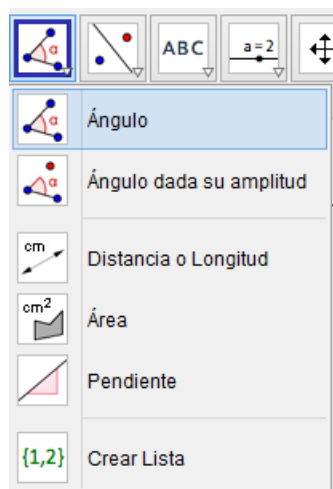 α ABC a=2
α Ángulo
α Ángulo dada su amplitud
cm Distancia o Longitud
cm² Área
Pendiente
{1,2} Crear Lista